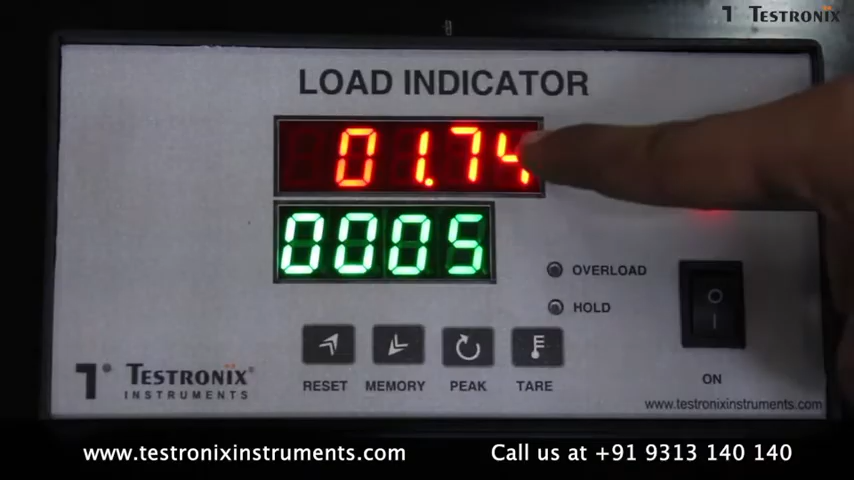 TESTRONIX
LOAD INDICATOR
01.74
0005
OVERLOAD
HOLD
RESET MEMORY PEAK TARE
ON
TESTRONIX
INSTRUMENTS
www.testronixinstruments.com
www.testronixinstruments.com Call us at +91 9313 140 140